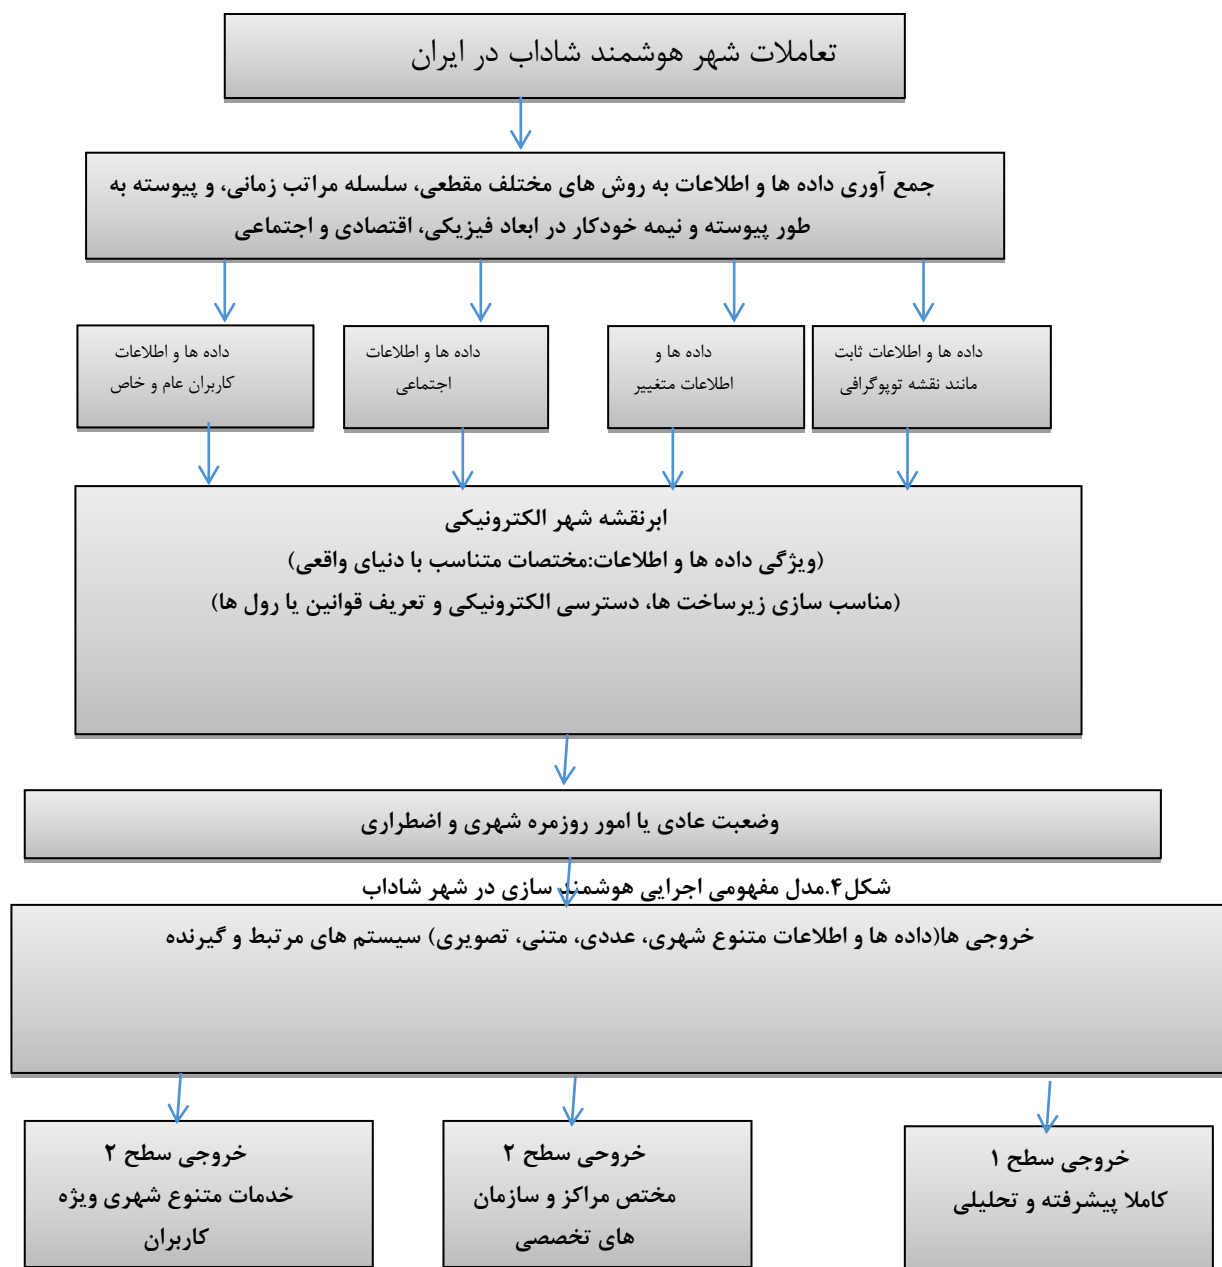 تعاملات شهر هوشمند شاداب در ایران
جمع آوری داده ها و اطلاعات به روش های مختلف مقطعی، سلسله مراتب زمانی، و پیوسته به
طور پیوسته و نیمه خودکار در ابعاد فیزیکی، اقتصادی و اجتماعی
داده ها و اطلاعات ثابت
مانند نقشه توپوگرافی
داده ها و
اطلاعات متغییر
داده ها و اطلاعات
اجتماعی
داده ها و اطلاعات
کاربران عام و خاص
ابرنقشه شهر الکترونیکی
(ویژگی داده ها و اطلاعات:مختصات متناسب با دنیای واقعی)
(مناسب سازی زیرساخت ها، دسترسی الکترونیکی و تعریف قوانین یا رول ها)
وضعبت عادی یا امور روزمره شهری و اضطراری
شکل۴.مدل مفهومی اجرایی هوشمند سازی در شهر شاداب
خروجی ها(داده ها و اطلاعات متنوع شهری، عددی، متنی، تصویری) سیستم های مرتبط و گیرنده
خروجی سطح ۱
کاملا پیشرفته و تحلیلی
خروحی سطح ۲
مختص مراکز و سازمان
های تخصصی
خروجی سطح ۲
خدمات متنوع شهری ویژه
کاربران